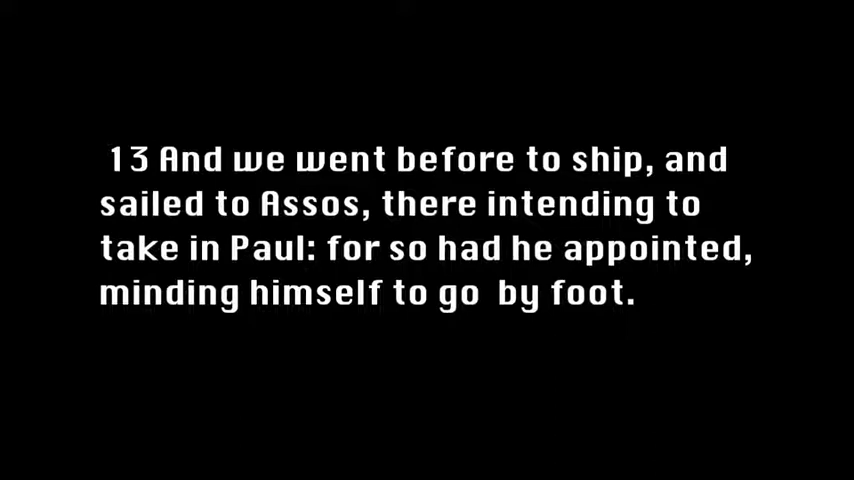 13 And we went before to ship, and
sailed to Assos, there intending to
take in Paul: for so had he appointed,
minding himself to go by foot.